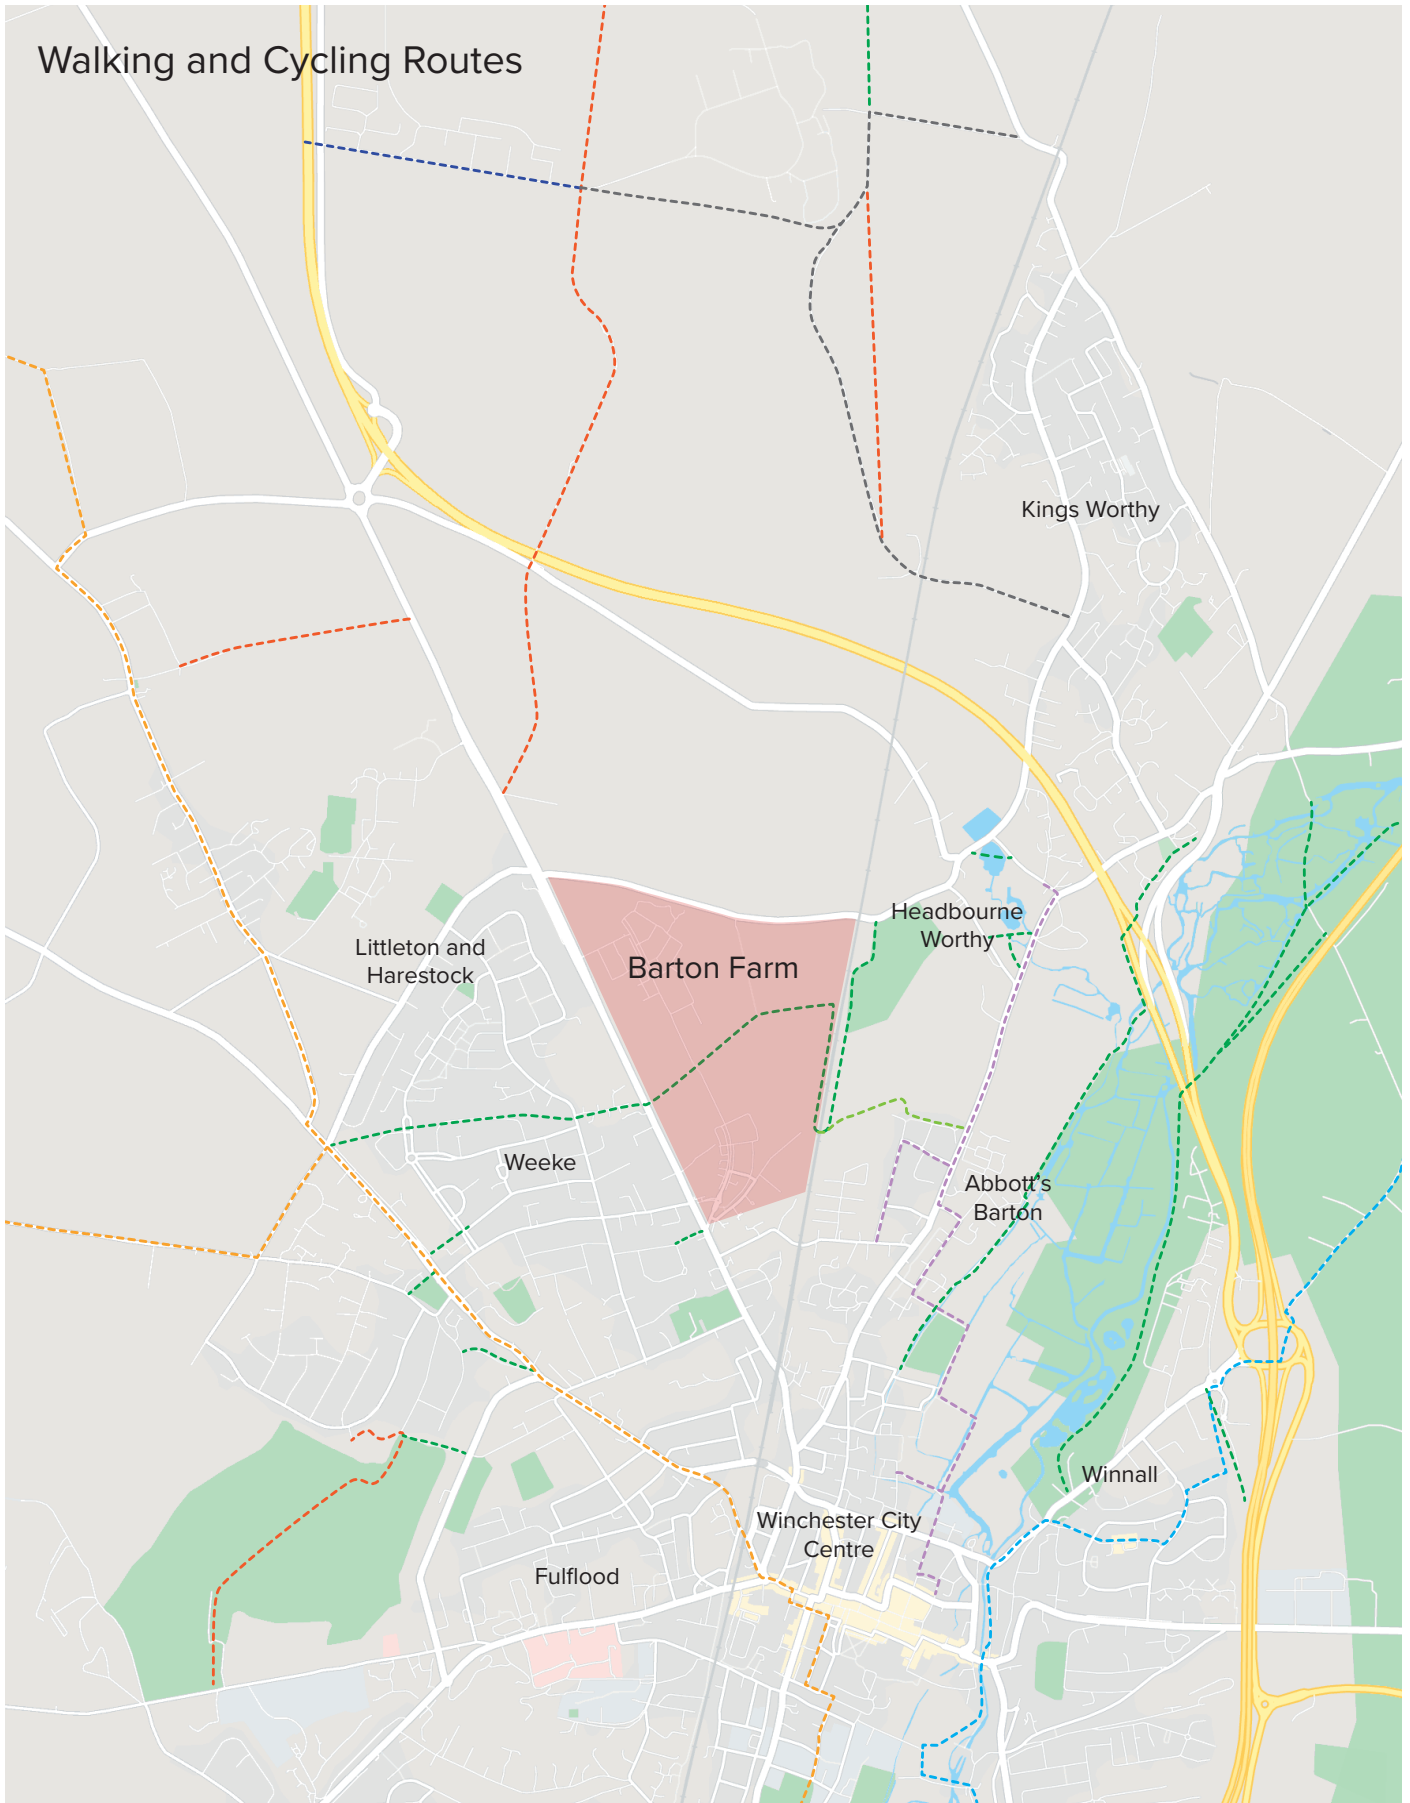 Walking and Cycling Routes
Kings Worthy
Headbourne
Worthy
Littleton and
Harestock
Barton Farm
Weeke
Abbott's
Barton
Winnall
Winchester City
Centre
Fulflood